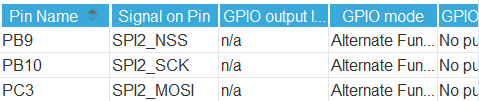 Pin Name Signal on Pin GPIO output l... GPIO mode GPIO
PB9 SPI2_NSS n/a Alternate Fun... No pu
PB10 SPI2_SCK n/a Alternate Fun... No pu
PC3 SPI2_MOSI n/a Alternate Fun... No pu